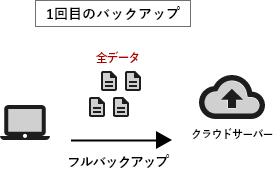 1回目のバックアップ
全データ
クラウドサーバー
フルバックアップ